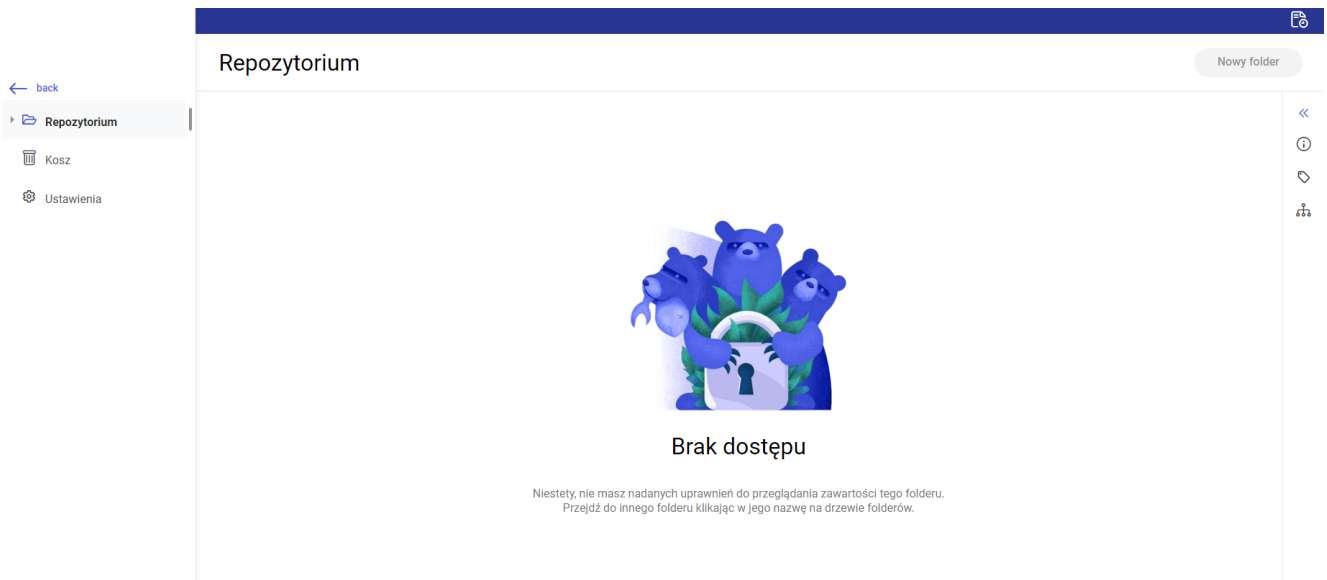 Repozytorium
Nowy folder
back
Repozytorium
Kosz
Ustawienia
Brak dostępu
Niestety, nie masz nadanych uprawnień do przeglądania zawartości tego folderu.
Przejdź do innego folderu klikając w jego nazwę na drzewie folderów.